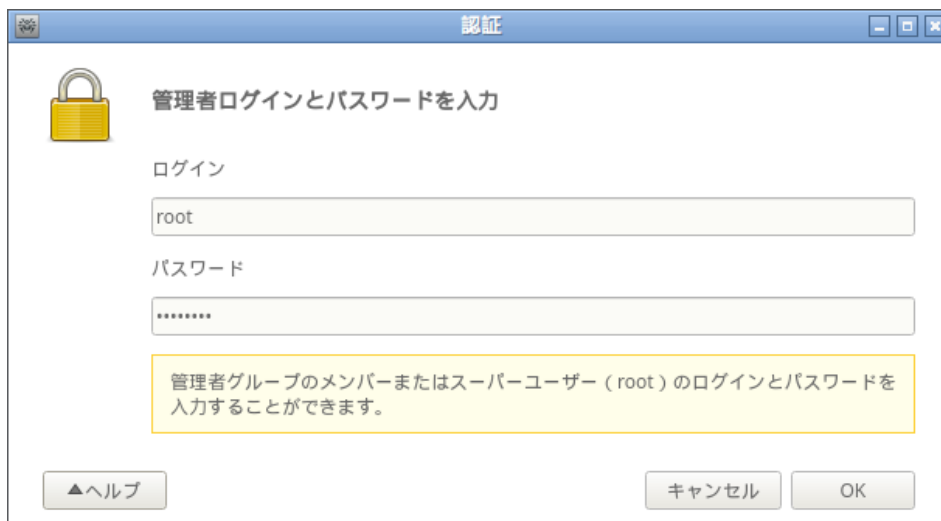 認証
管理者ログインとパスワードを入力
ログイン
root
パスワード
••••••••
管理者グループのメンバーまたはスーパーユーザー ( root ) のログインとパスワードを
入力することができます。
▲ヘルプ
キャンセル
OK